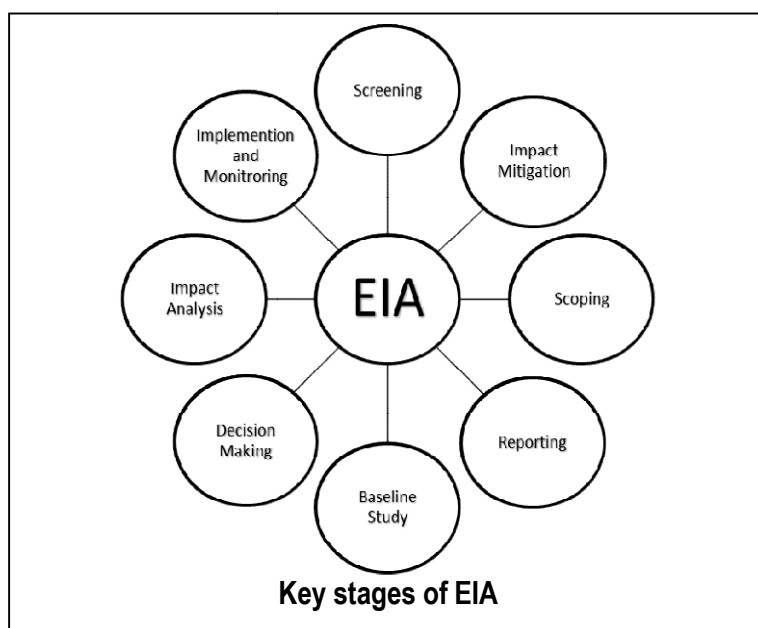 Screening
Implemention
and
Monitroring
Impact
Mitigation
Impact
Analysis
EIA
Scoping
Decision
Making
Reporting
Baseline
Study
Key stages of EIA